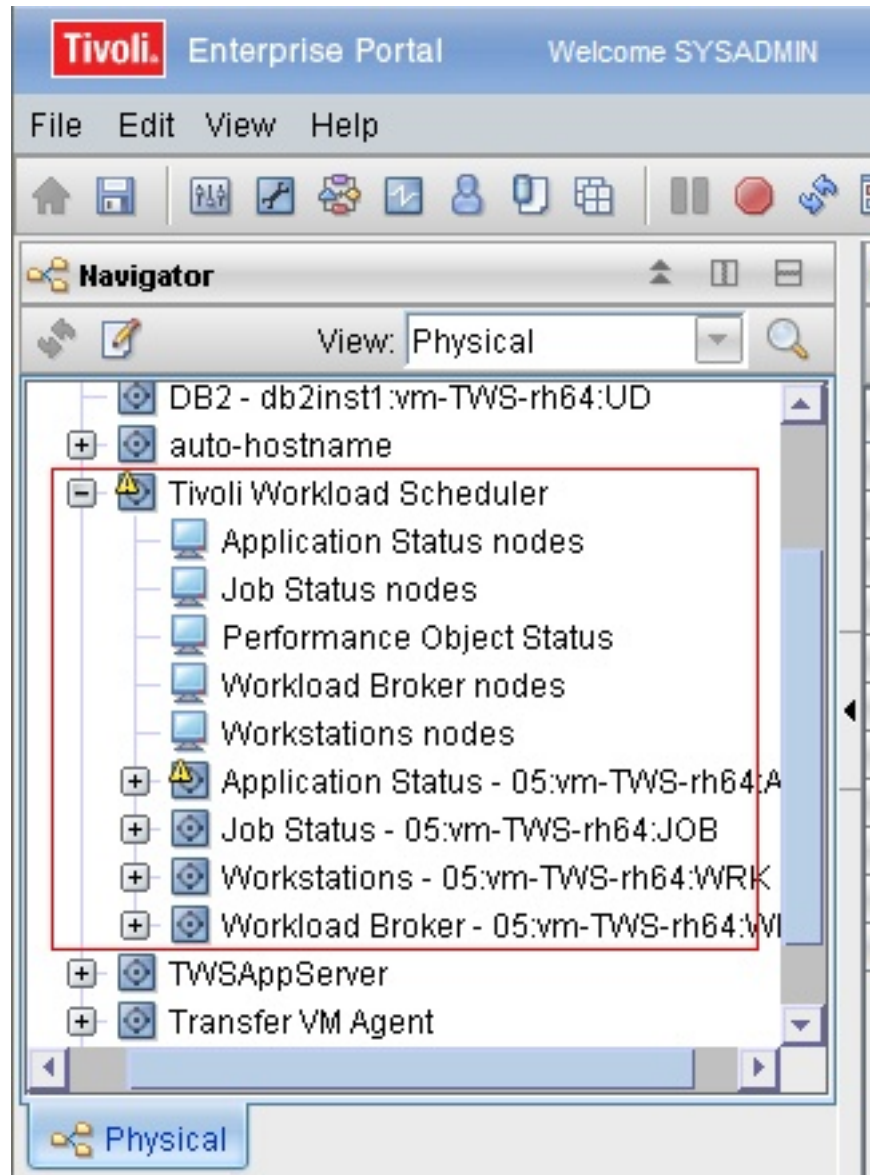 Tivoli. Enterprise Portal Welcome SYSADMIN
File Edit View Help
Navigator
View: Physical
DB2 - db2inst1:vm-TWS-rh64:UD
auto-hostname
Tivoli Workload Scheduler
Application Status nodes
Job Status nodes
Performance Object Status
Workload Broker nodes
Workstations nodes
Application Status - 05:vm-TWS-rh64:A
Job Status - 05:vm-TWS-rh64:JOB
Workstations - 05:vm-TWS-rh64:WRK
Workload Broker - 05:vm-TWS-rh64:
TWSAppServer
Transfer VM Agent
Physical